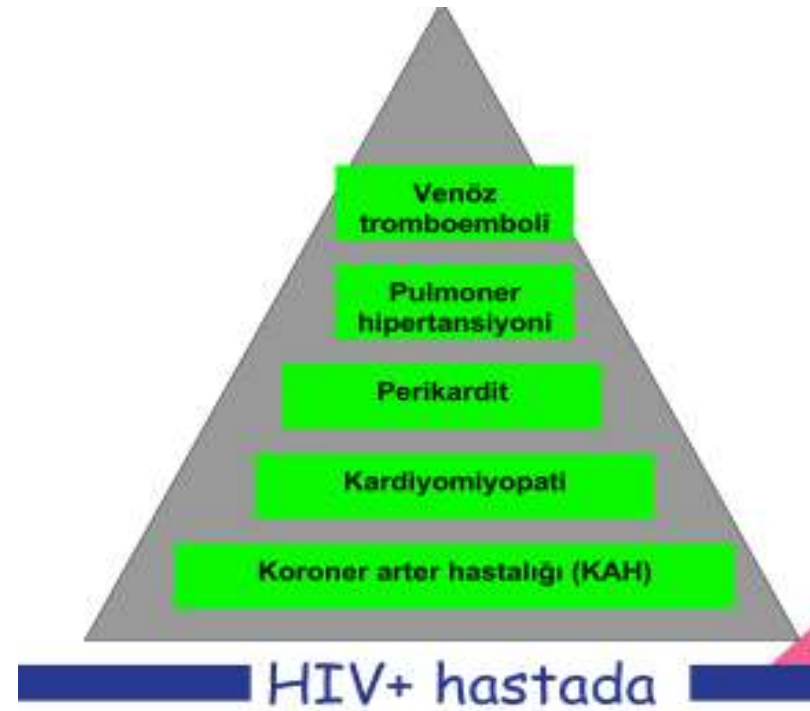 Venöz
tromboemboli
Pulmoner
hipertansiyoni
Perikardit
Kardiyomiyopati
Koroner arter hastalığı (KAH)
HIV+ hastada